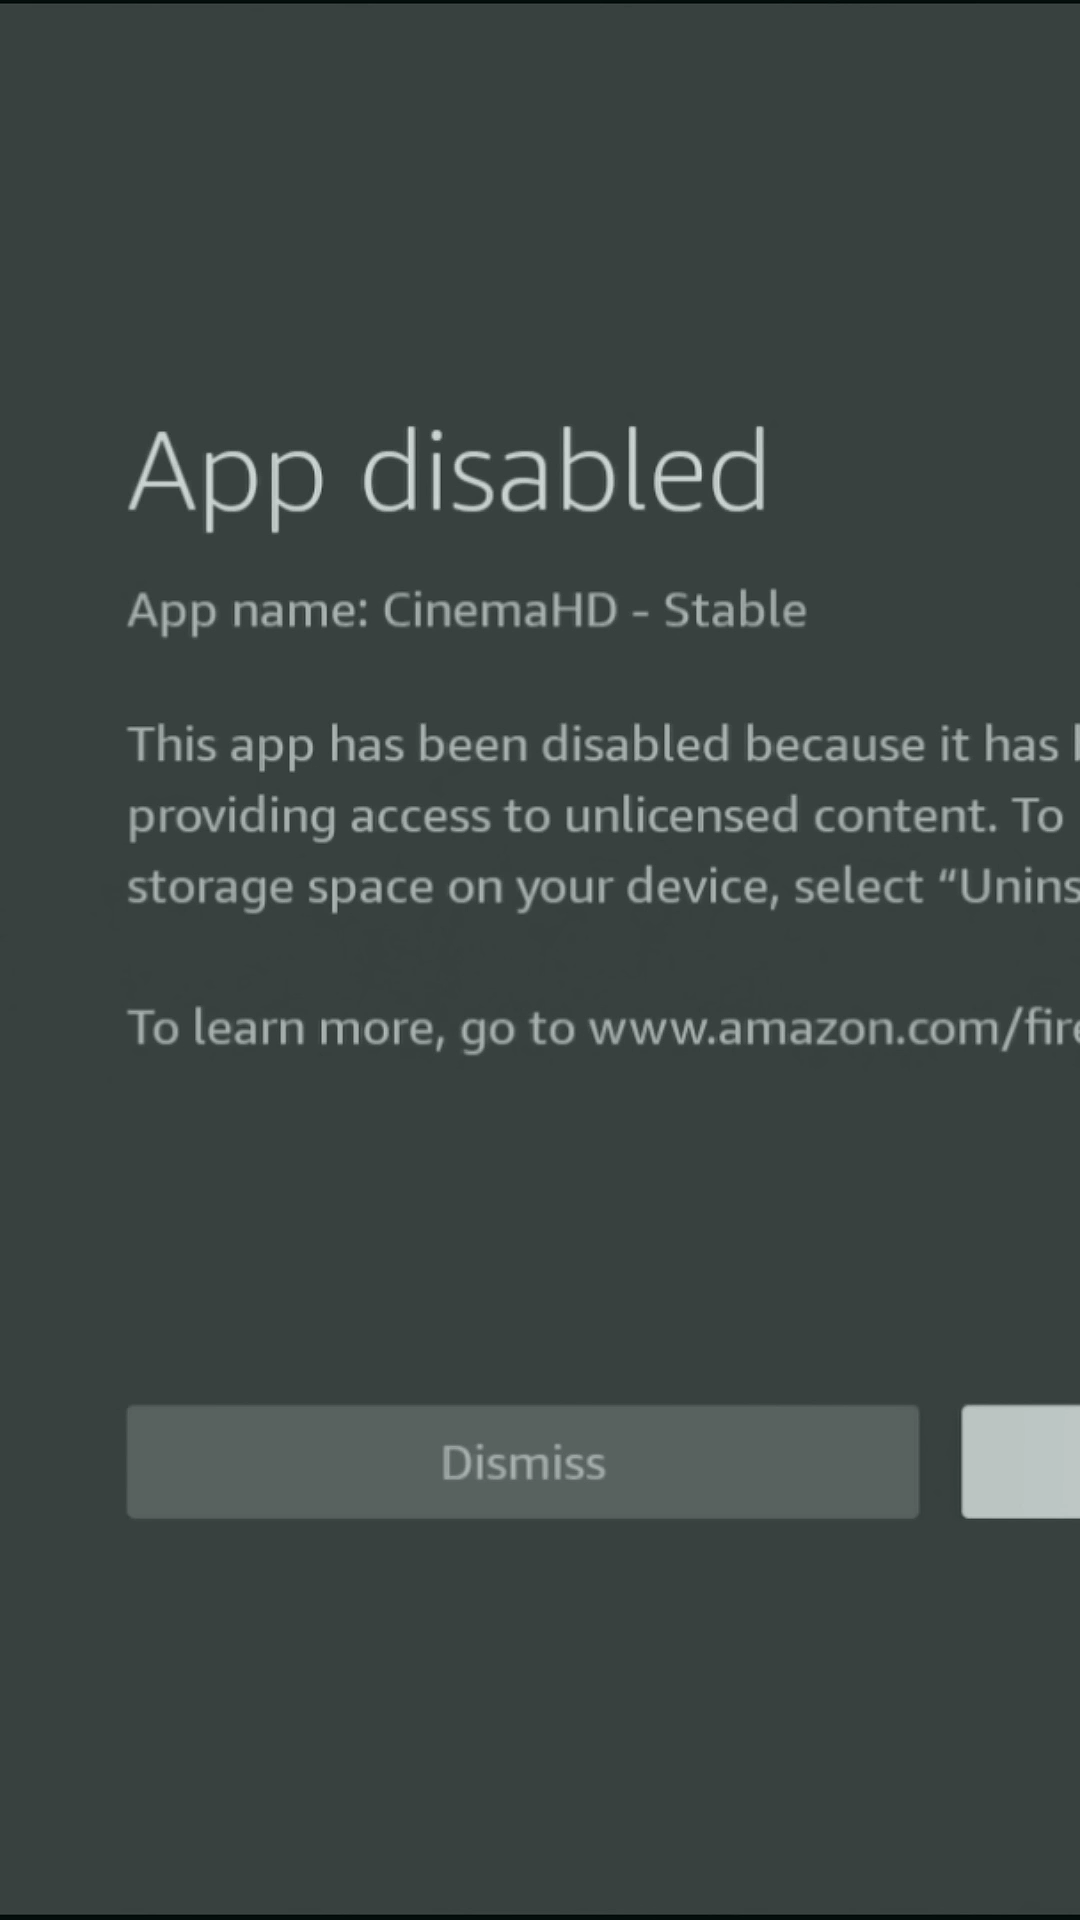 App disabled
App name: CinemaHD - Stable
This app has been disabled because it has
providing access to unlicensed content. To
storage space on your device, select “Unins
To learn more, go to www.amazon.com/fire
Dismiss